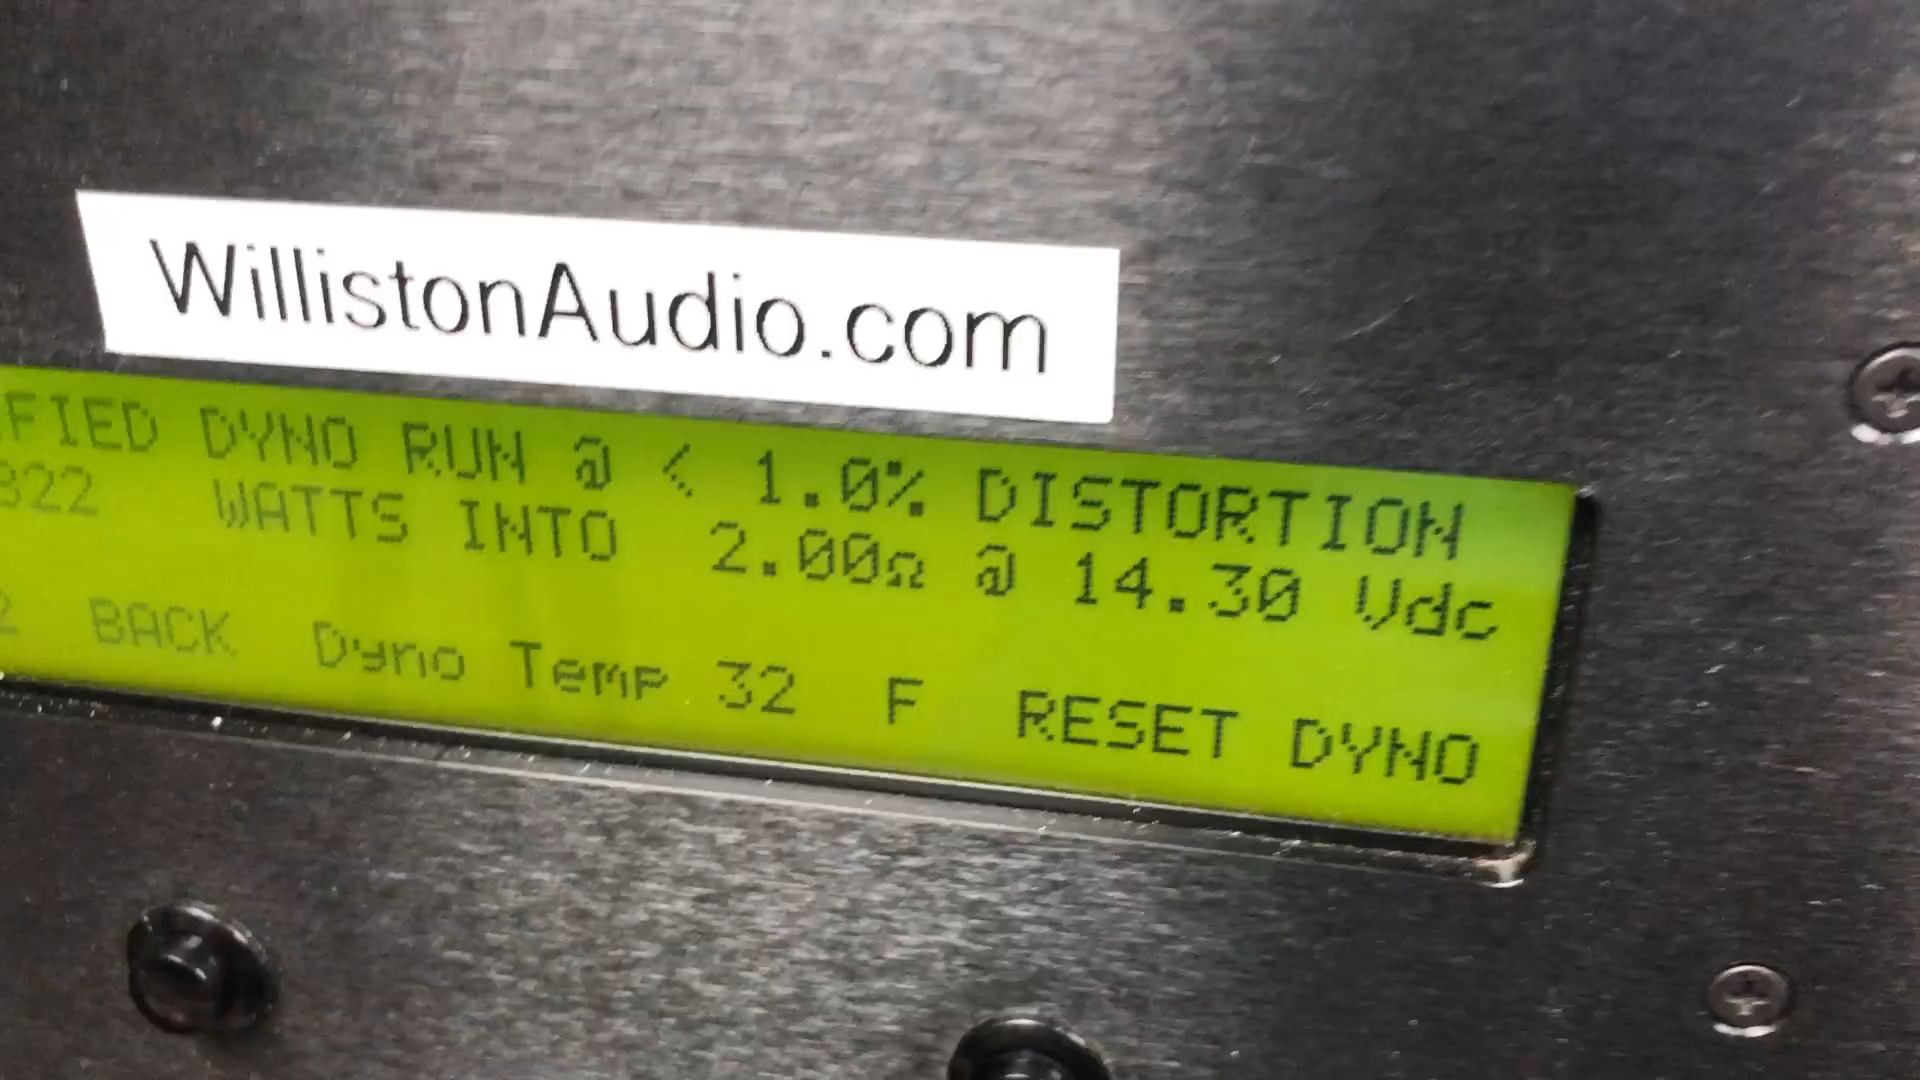 WillistonAudio.com
FIED DYNO RUN @ < 1.0% DISTORTION
322 WATTS INTO 2.00Ω @ 14.30 Vdc
2 BACK Dyno Temp 32 F RESET DYNO